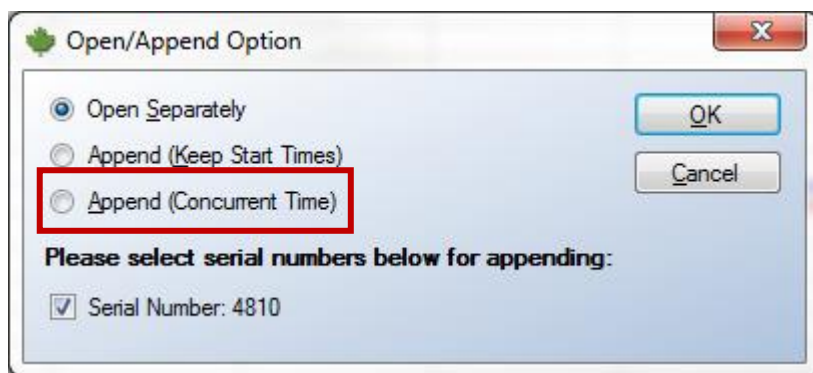 Open/Append Option
Open Separately
OK
Append (Keep Start Times)
Cancel
Append (Concurrent Time)
Please select serial numbers below for appending:
Serial Number: 4810